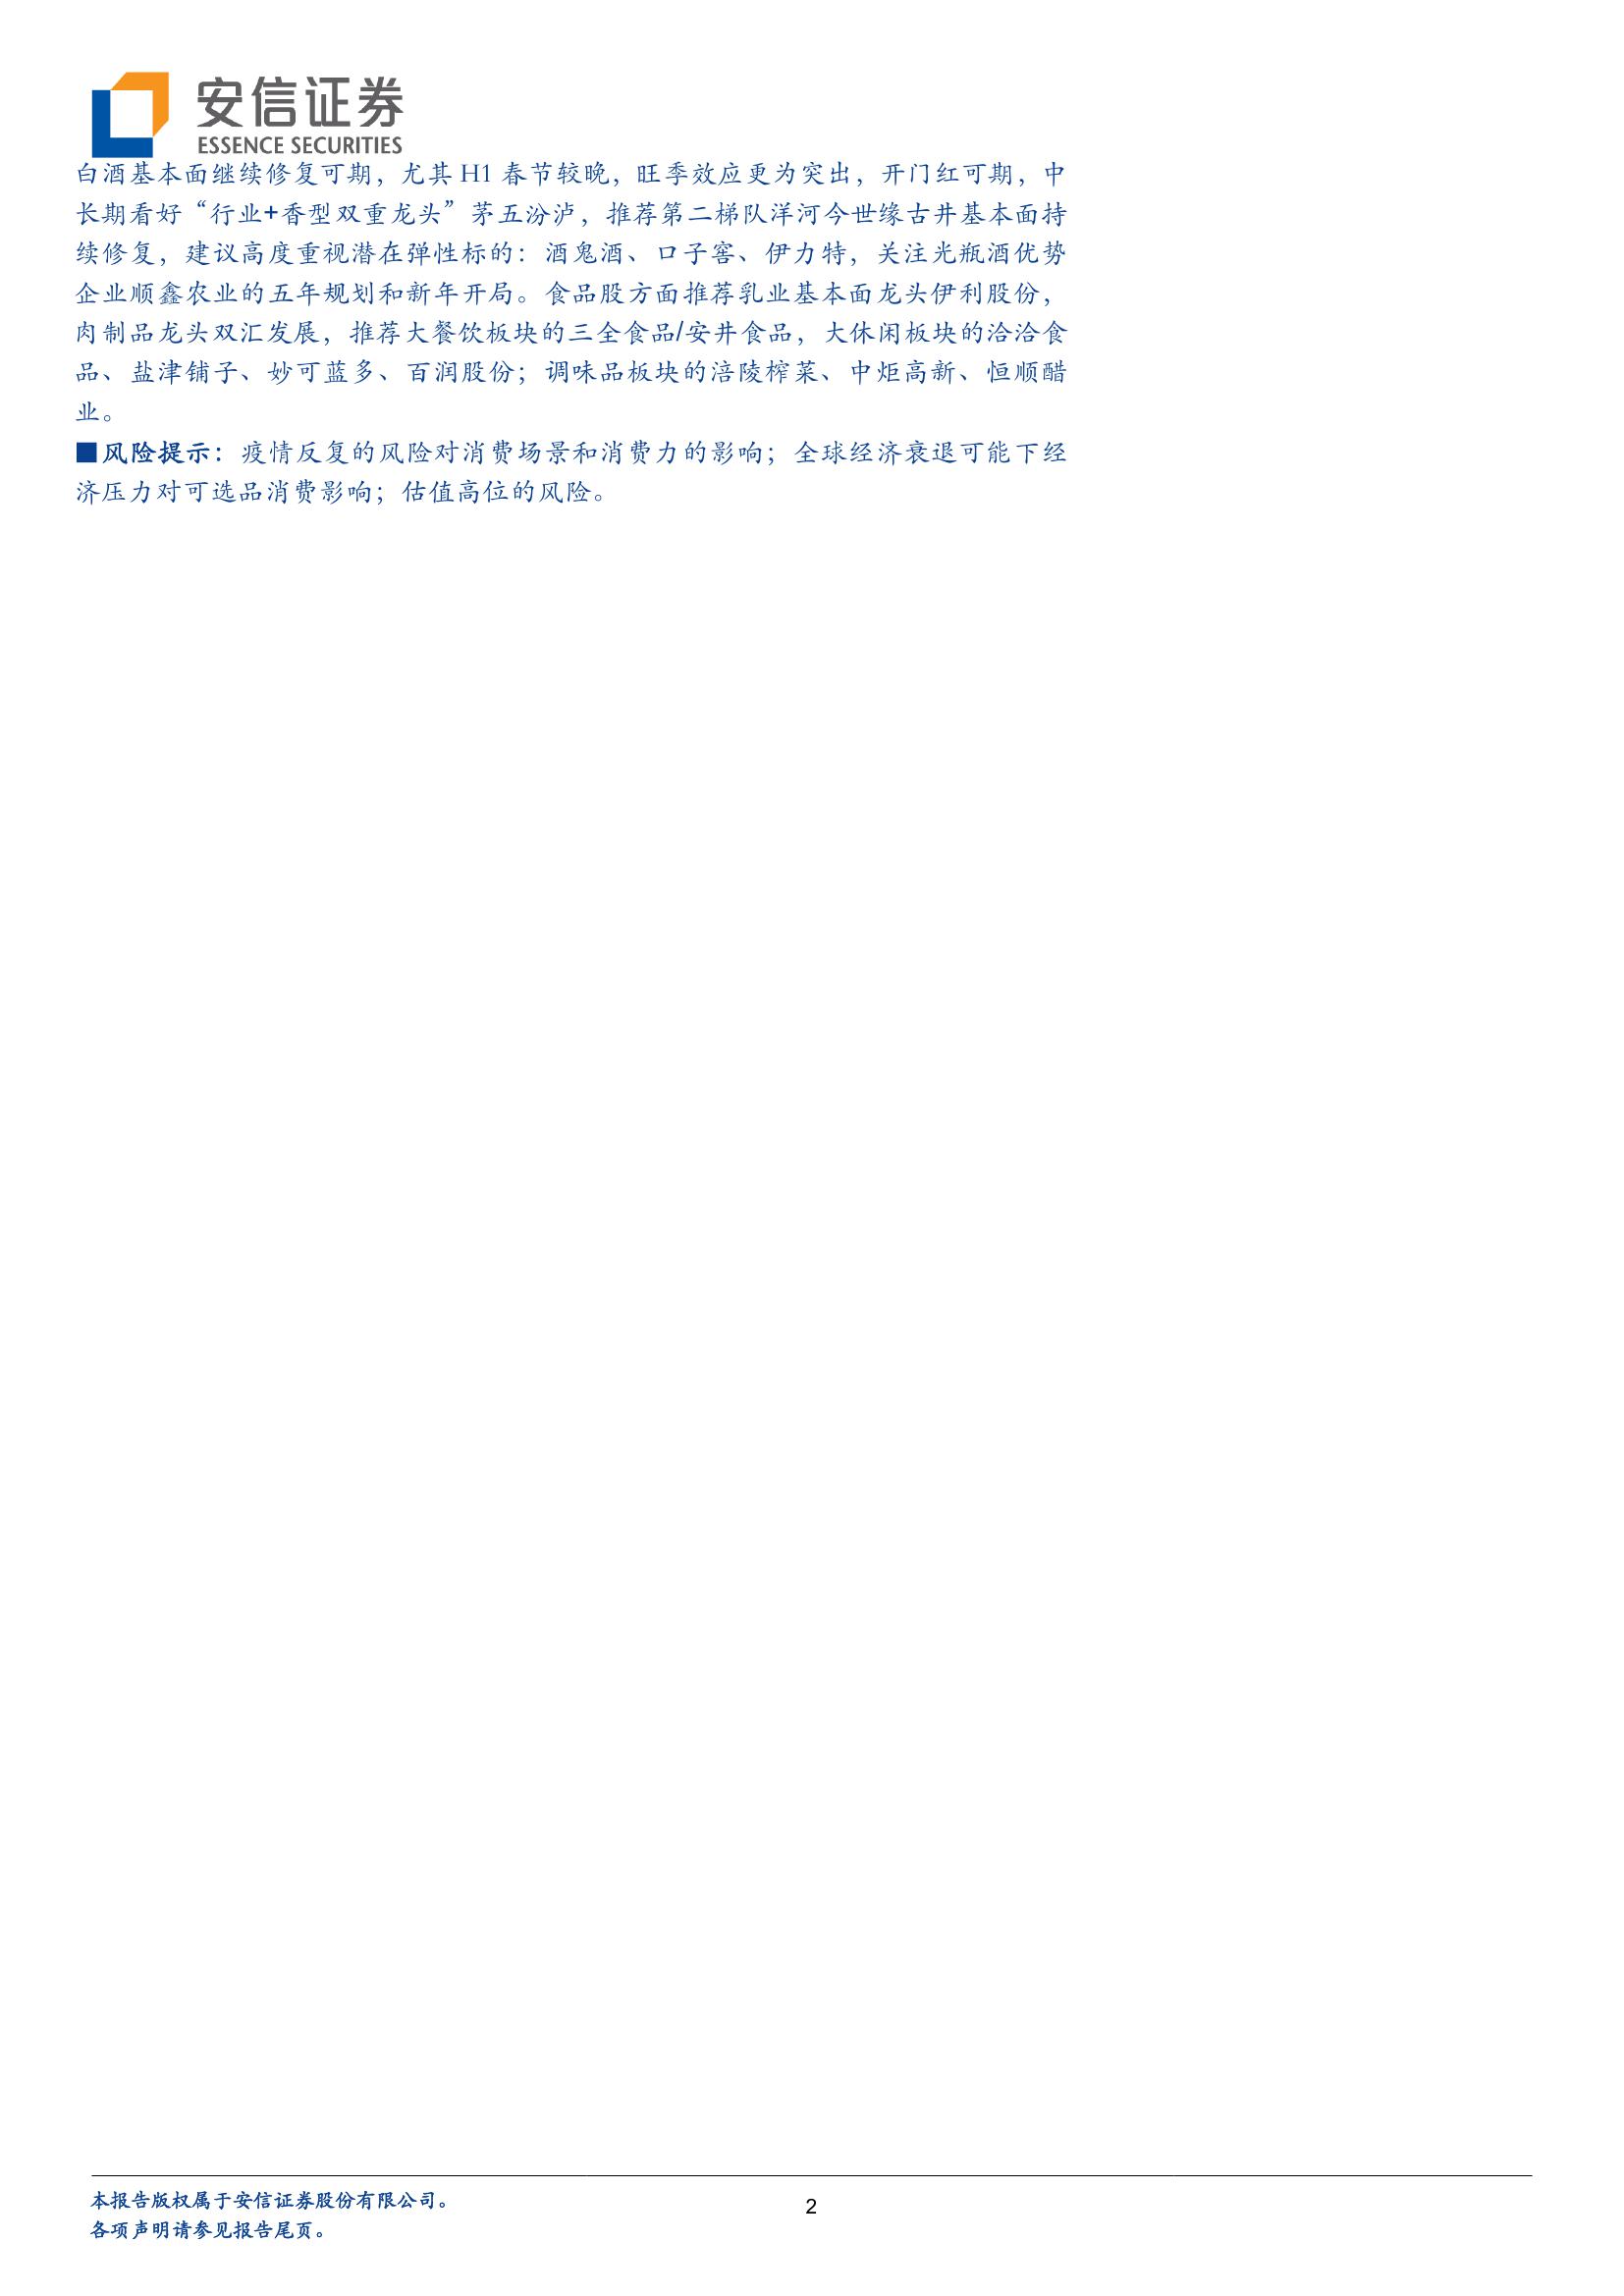 安信证券
ESSENCE SECURITIES
白酒基本面继续修复可期，尤其 H1 春节较晚，旺季效应更为突出，开门红可期，中
长期看好“行业+香型双重龙头”茅五汾泸，推荐第二梯队洋河今世缘古井基本面持
续修复，建议高度重视潜在弹性标的：酒鬼酒、口子窖、伊力特，关注光瓶酒优势
企业顺鑫农业的五年规划和新年开局。食品股方面推荐乳业基本面龙头伊利股份，
肉制品龙头双汇发展，推荐大餐饮板块的三全食品/安井食品，大休闲板块的洽洽食
品、盐津铺子、妙可蓝多、百润股份；调味品板块的涪陵榨菜、中炬高新、恒顺醋
业。
■风险提示：疫情反复的风险对消费场景和消费力的影响；全球经济衰退可能下经
济压力对可选品消费影响；估值高位的风险。
本报告版权属于安信证券股份有限公司。
各项声明请参见报告尾页。
2